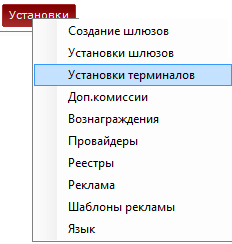 Установки
Создание шлюзов
Установки шлюзов
Установки терминалов
Доп.комиссии
Вознаграждения
Провайдеры
Реестры
Реклама
Шаблоны рекламы
Язык